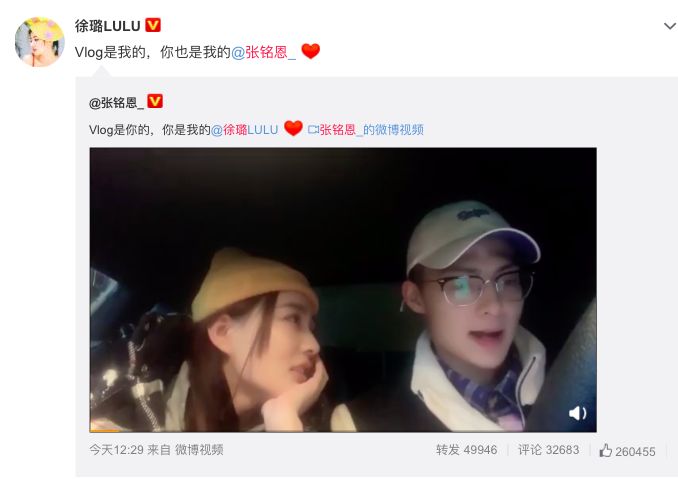 徐璐LULU
Vlog是我的，你也是我的@张铭恩_
@张铭恩_
Vlog是你的，你是我的@徐璐LULU 张铭恩_的微博视频
今天12:29 来自 微博视频
转发 49946 评论 32683 260455